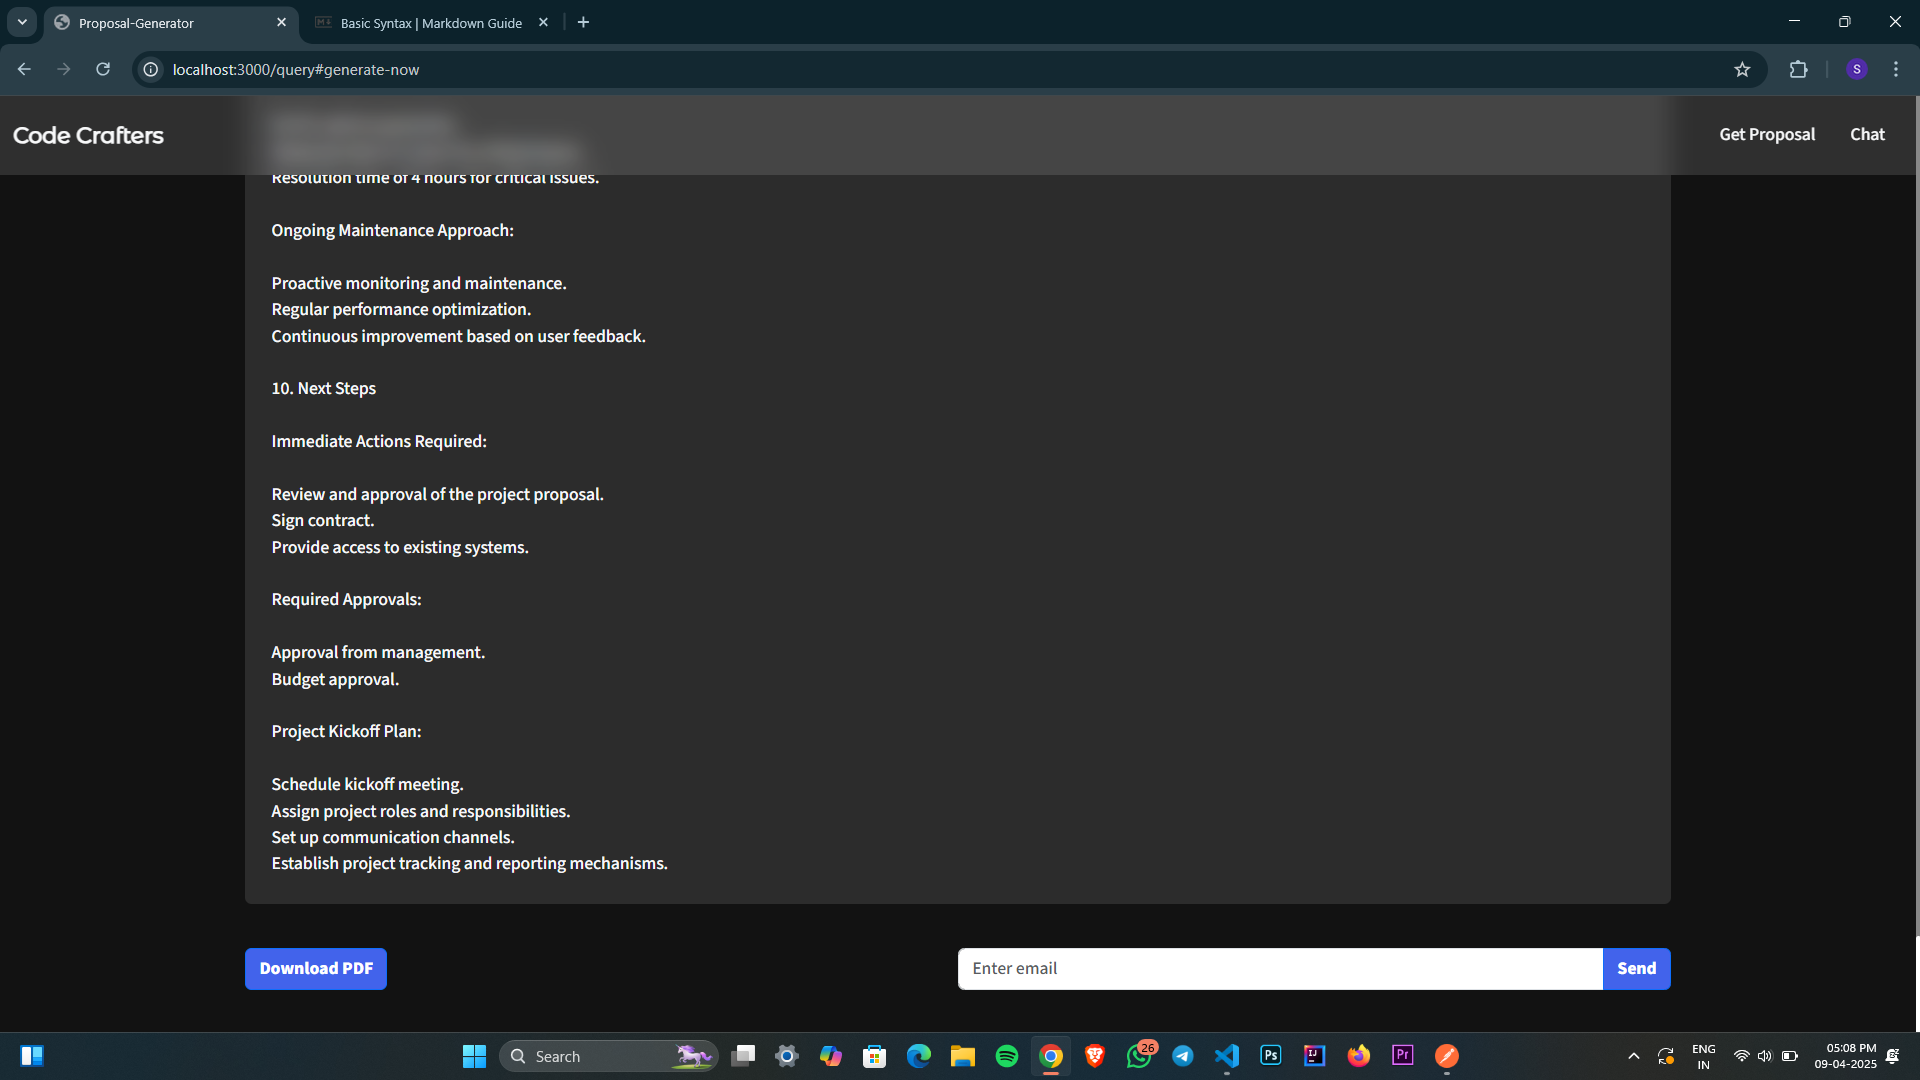 Proposal-Generator
Basic Syntax | Markdown Guide
localhost:3000/query#generate-now
S
Code Crafters
Get Proposal
Chat
Resolution time of 4 hours for critical issues.
Ongoing Maintenance Approach:
Proactive monitoring and maintenance.
Regular performance optimization.
Continuous improvement based on user feedback.
10. Next Steps
Immediate Actions Required:
Review and approval of the project proposal.
Sign contract.
Provide access to existing systems.
Required Approvals:
Approval from management.
Budget approval.
Project Kickoff Plan:
Schedule kickoff meeting.
Assign project roles and responsibilities.
Set up communication channels.
Establish project tracking and reporting mechanisms.
Download PDF
Enter email
Send
Search
26
Ps
IJ
Pr
ENG
IN
05:08 PM
09-04-2025